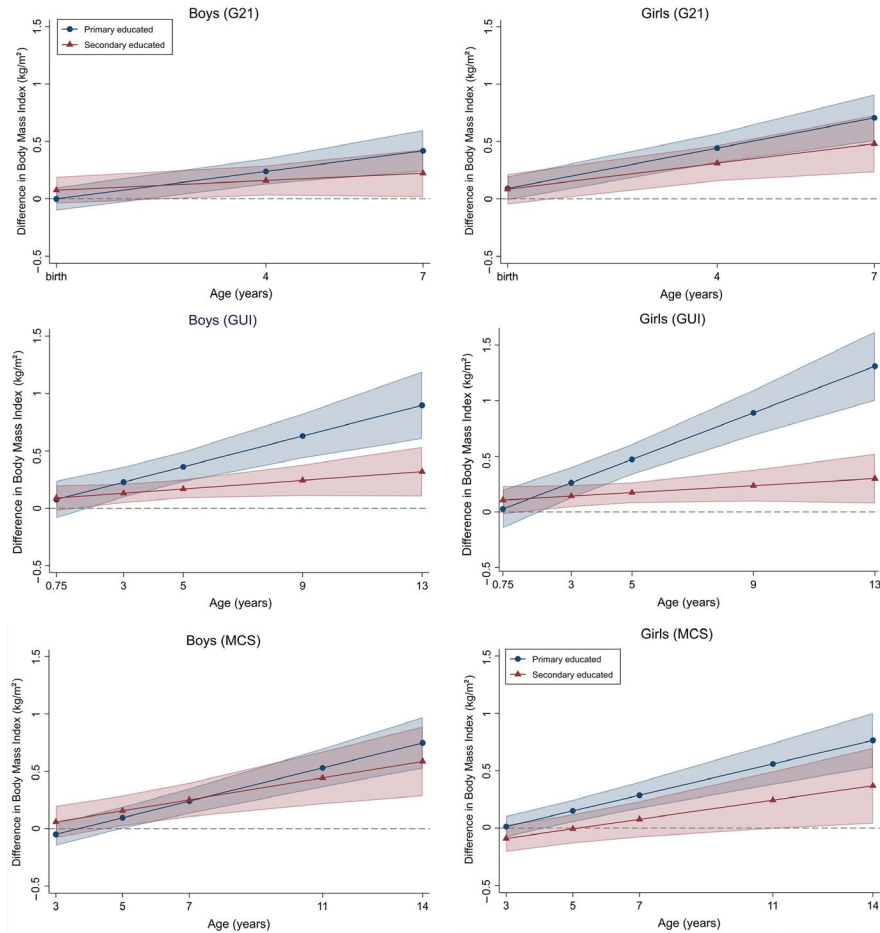 Boys (G21)
Difference in Body Mass Index (kg/m²)
1.5
1
0.5
0
−0.5
Primary educated
Secondary educated
birth
4
7
Age (years)
Girls (G21)
Difference in Body Mass Index (kg/m²)
1.5
1
0.5
0
−0.5
birth
4
7
Age (years)
Boys (GUI)
Difference in Body Mass Index (kg/m²)
1.5
1
0.5
0
−0.5
0.75
3
5
9
13
Age (years)
Girls (GUI)
Difference in Body Mass Index (kg/m²)
1.5
1
0.5
0
−0.5
0.75
3
5
9
13
Age (years)
Boys (MCS)
Difference in Body Mass Index (kg/m²)
1.5
1
0.5
0
−0.5
3
5
7
11
14
Age (years)
Girls (MCS)
Difference in Body Mass Index (kg/m²)
1.5
1
0.5
0
−0.5
Primary educated
Secondary educated
3
5
7
11
14
Age (years)